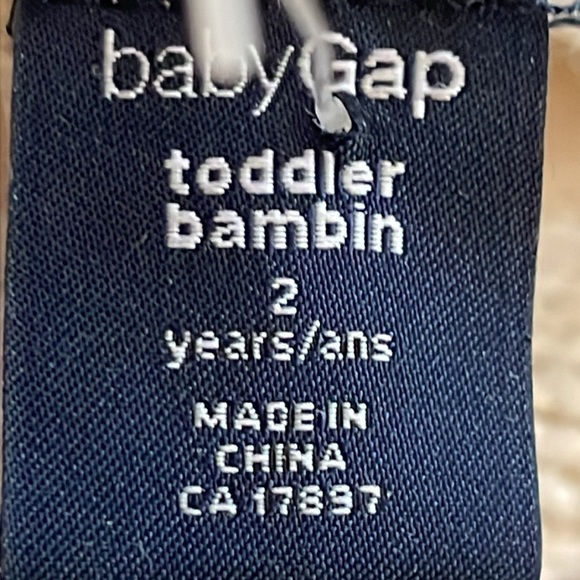 babyGap
toddler
bambin
2
years/ans
MADE IN
CHINA
CA 17897